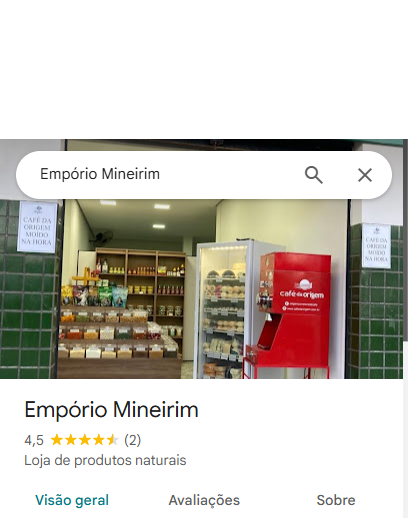 Empório Mineirim
CAFÉ DA
ORIGEM
MOÍDO
NA HORA
CAFÉ DA
ORIGEM
MOÍDO
NA HORA
café da origem
Empório Mineirim
4,5 (2)
Loja de produtos naturais
Visão geral
Avaliações
Sobre